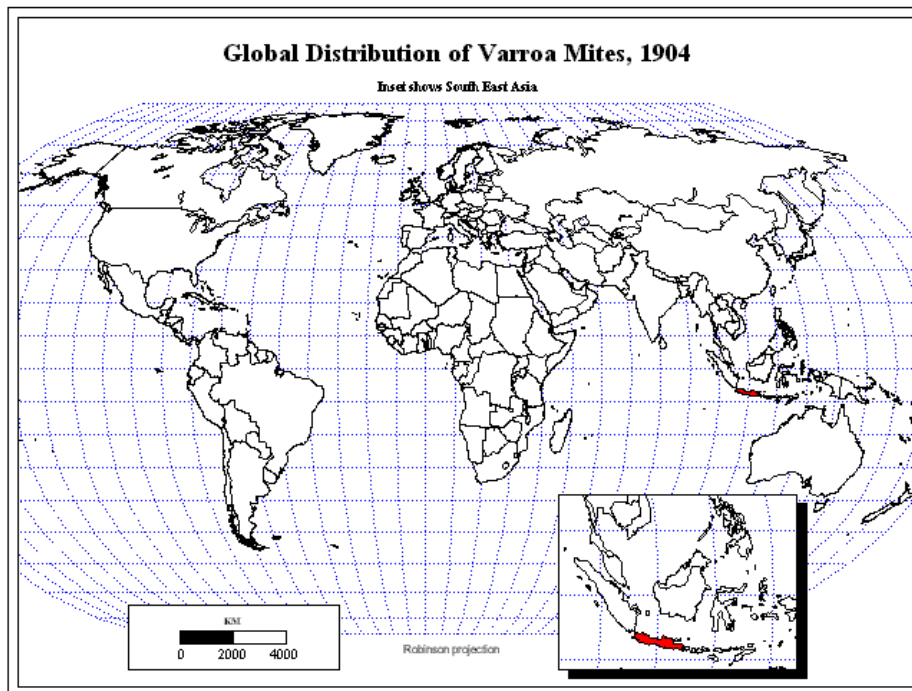 Global Distribution of Varroa Mites, 1904
Inset shows South East Asia
KM
0 2000 4000
Robinson projection